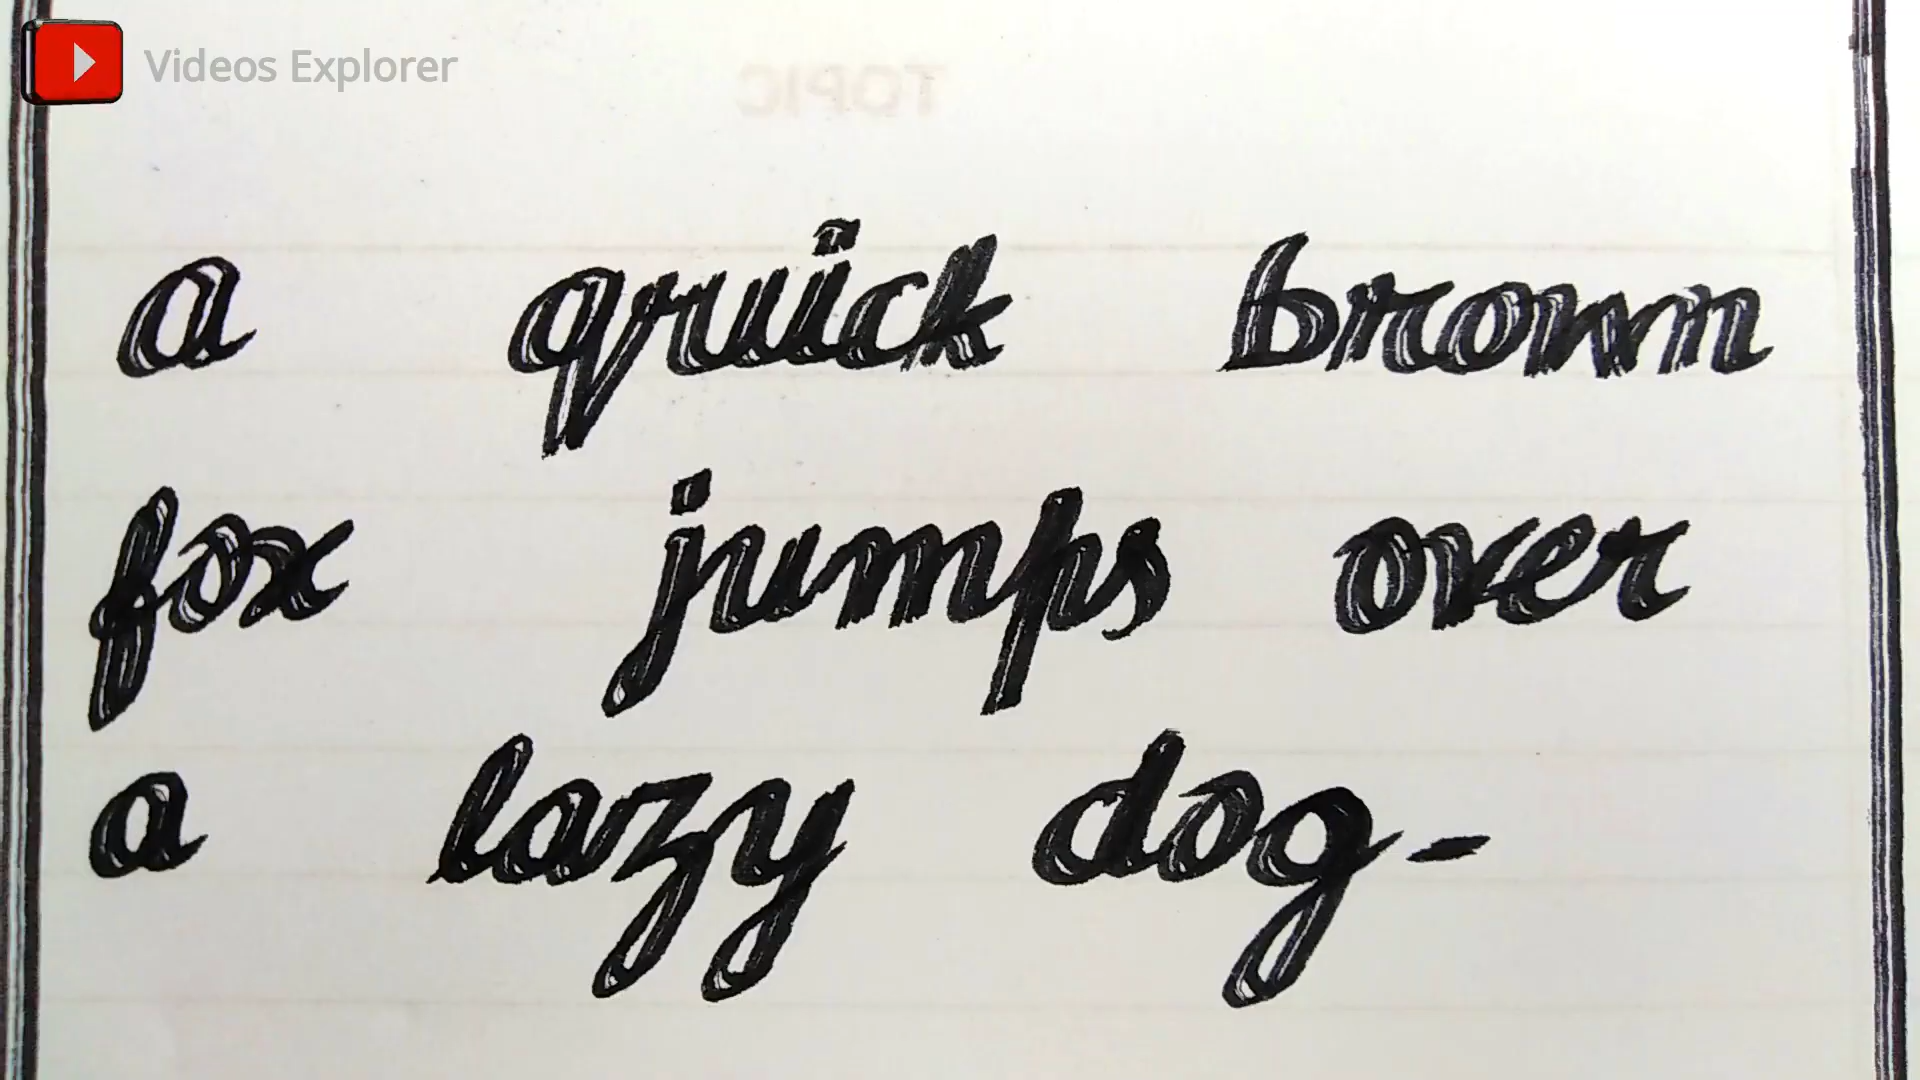 Videos Explorer
TOPIC
a quick brown
fox jumps over
a lazy dog-